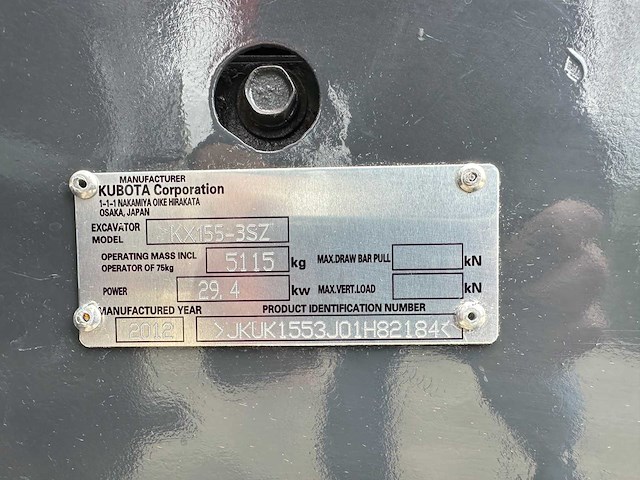 MANUFACTURER
KUBOTA Corporation
1-1-1 NAKAMIYA OIKE HIRAKATA
OSAKA, JAPAN
EXCAVATOR MODEL KX155-3SZ
OPERATING MASS INCL OPERATOR OF 75kg 5115 kg MAX.DRAW BAR PULL kN
POWER 29.4 kw MAX.VERT.LOAD kN
MANUFACTURED YEAR PRODUCT IDENTIFICATION NUMBER
2012 >JKUK1553J01H82184<